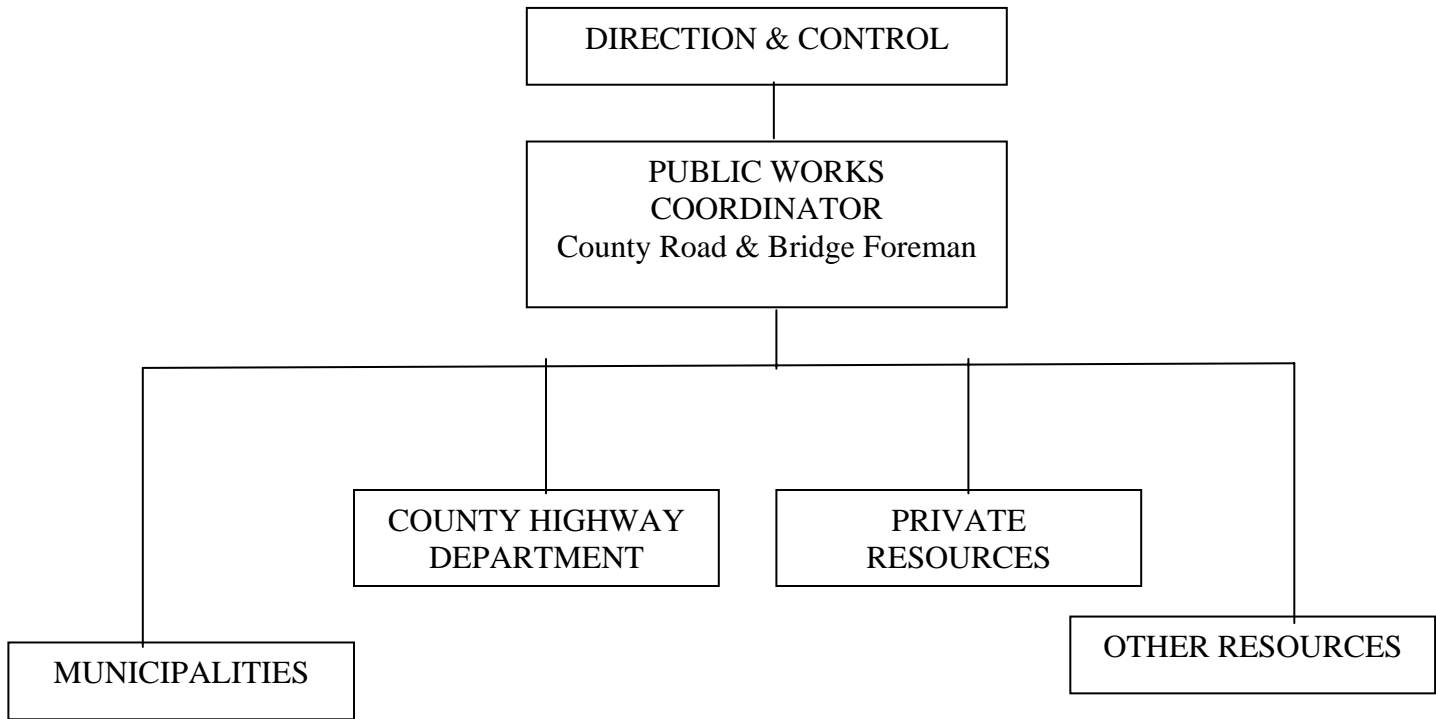 DIRECTION & CONTROL
PUBLIC WORKS
COORDINATOR
County Road & Bridge Foreman
COUNTY HIGHWAY
DEPARTMENT
PRIVATE
RESOURCES
MUNICIPALITIES
OTHER RESOURCES